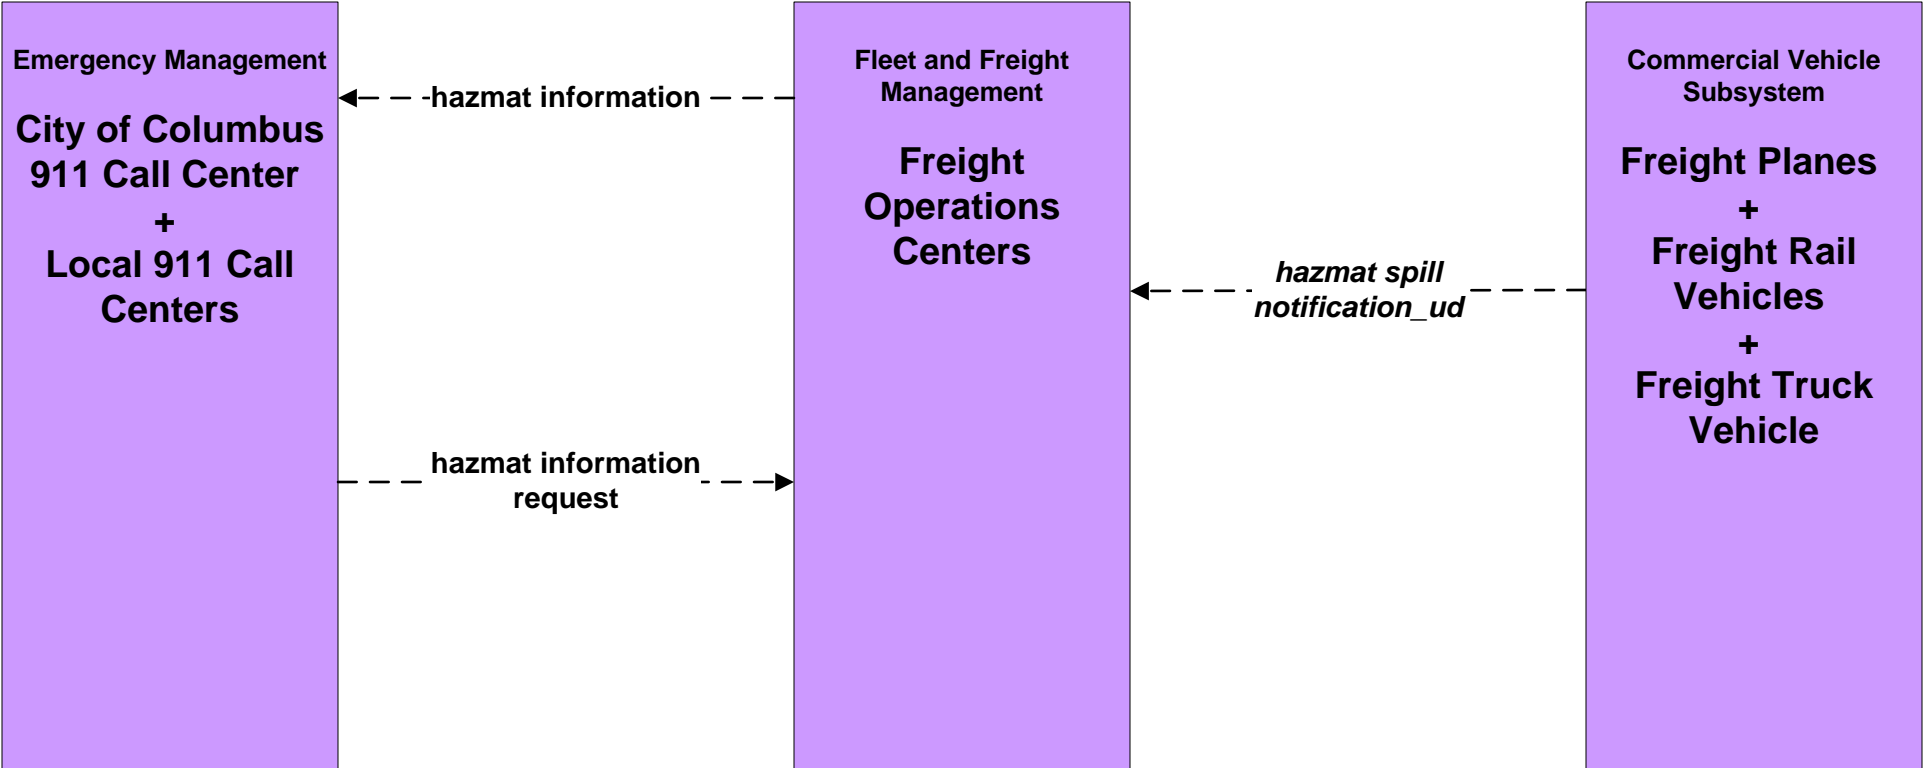 Emergency Management
City of Columbus
911 Call Center
+
Local 911 Call
Centers
hazmat information
hazmat information
request
Fleet and Freight
Management
Freight
Operations
Centers
hazmat spill
notification_ud
Commercial Vehicle
Subsystem
Freight Planes
+
Freight Rail
Vehicles
+
Freight Truck
Vehicle